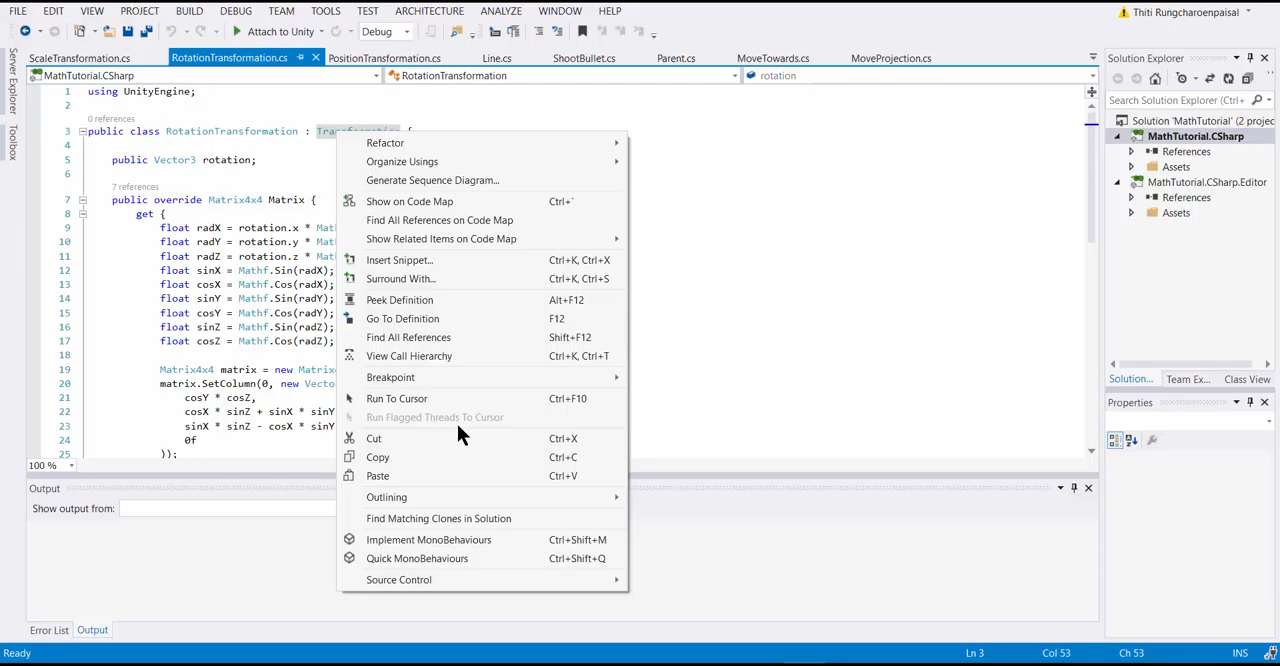 FILE EDIT VIEW PROJECT BUILD DEBUG TEAM TOOLS TEST ARCHITECTURE ANALYZE WINDOW HELP
Thiti Rungcharoenpaisal
Attach to Unity Debug
Server Explorer
Toolbox
ScaleTransformation.cs RotationTransformation.cs PositionTransformation.cs Line.cs ShootBullet.cs Parent.cs MoveTowards.cs MoveProjection.cs
MathTutorial.CSharp RotationTransformation rotation
1 using UnityEngine;
2
0 references
3 public class RotationTransformation : Transformation {
4
5 public Vector3 rotation;
6
7 references
7 public override Matrix4x4 Matrix {
8 get {
9 float radX = rotation.x * Mat
10 float radY = rotation.y * Mat
11 float radZ = rotation.z * Mat
12 float sinX = Mathf.Sin(radX);
13 float cosX = Mathf.Cos(radX);
14 float sinY = Mathf.Sin(radY);
15 float cosY = Mathf.Cos(radY);
16 float sinZ = Mathf.Sin(radZ);
17 float cosZ = Mathf.Cos(radZ);
18
19 Matrix4x4 matrix = new Matri
20 matrix.SetColumn(0, new Vect
21 cosY * cosZ,
22 cosX * sinZ + sinX * sinY
23 sinX * sinZ - cosX * sinY
24 0f
25 ));
100 %
Refactor
Organize Usings
Generate Sequence Diagram...
Show on Code Map Ctrl+`
Find All References on Code Map
Show Related Items on Code Map
Insert Snippet... Ctrl+K, Ctrl+X
Surround With... Ctrl+K, Ctrl+S
Peek Definition Alt+F12
Go To Definition F12
Find All References Shift+F12
View Call Hierarchy Ctrl+K, Ctrl+T
Breakpoint
Run To Cursor Ctrl+F10
Run Flagged Threads To Cursor
Cut Ctrl+X
Copy Ctrl+C
Paste Ctrl+V
Outlining
Find Matching Clones in Solution
Implement MonoBehaviours Ctrl+Shift+M
Quick MonoBehaviours Ctrl+Shift+Q
Source Control
Solution Explorer
Search Solution Explorer (Ctrl+
Solution 'MathTutorial' (2 projec
MathTutorial.CSharp
References
Assets
MathTutorial.CSharp.Editor
References
Assets
Solution... Team Ex... Class View
Properties
Output
Show output from:
Error List Output
Ready Ln 3 Col 53 Ch 53 INS